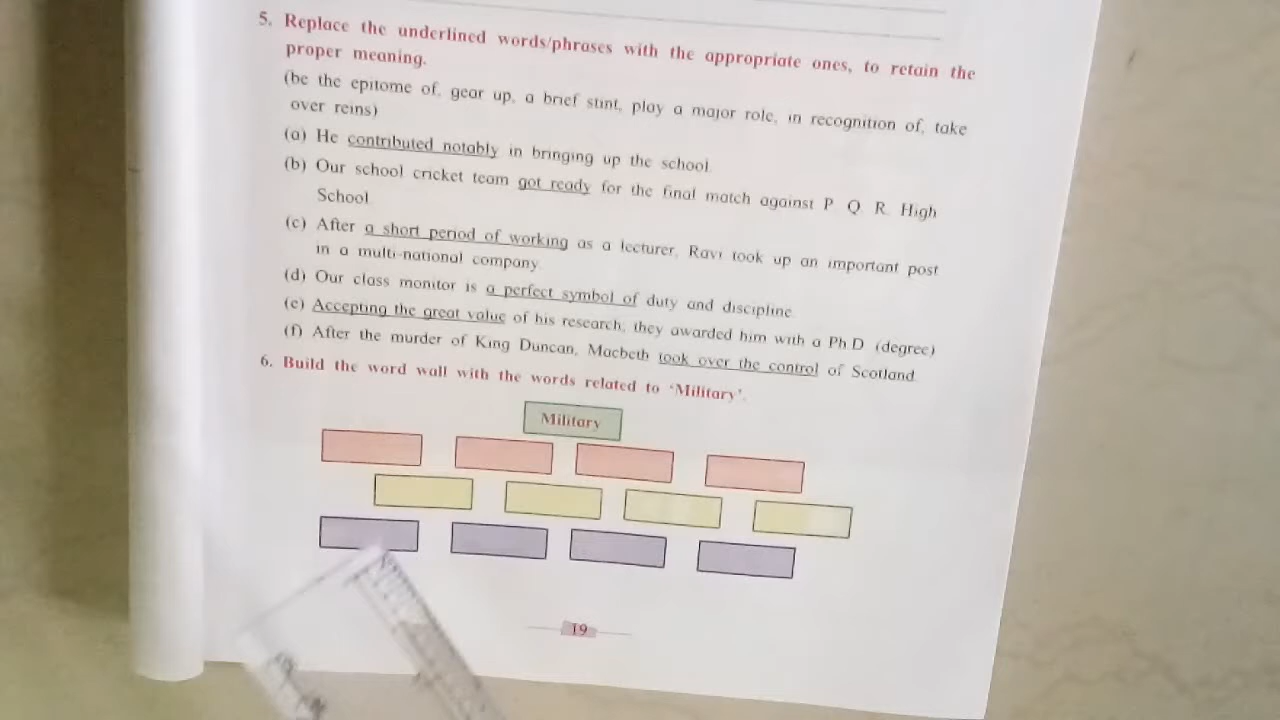 5. Replace the underlined words/phrases with the appropriate ones, to retain the
proper meaning.
(be the epitome of, gear up, a brief stint, play a major role, in recognition of, take
over reins)
(a) He contributed notably in bringing up the school.
(b) Our school cricket team got ready for the final match against P. Q. R. High
School.
(c) After a short period of working as a lecturer, Ravi took up an important post
in a multi-national company.
(d) Our class monitor is a perfect symbol of duty and discipline.
(e) Accepting the great value of his research, they awarded him with a Ph.D. (degree)
(f) After the murder of King Duncan, Macbeth took over the control of Scotland.
6. Build the word wall with the words related to ‘Military’.
Military
19